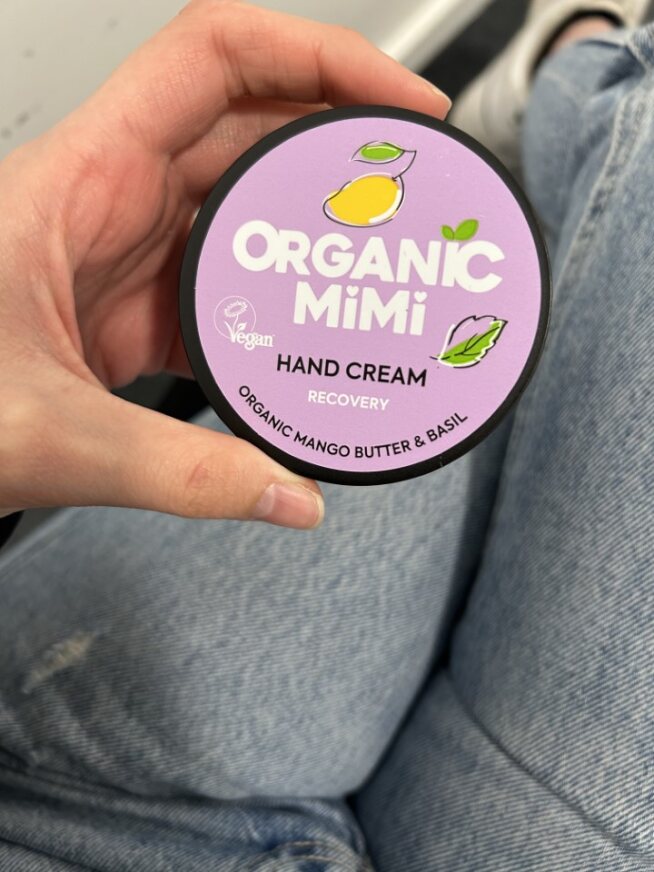 ORGANIC
MiMi
Vegan
HAND CREAM
RECOVERY
ORGANIC MANGO BUTTER & BASIL